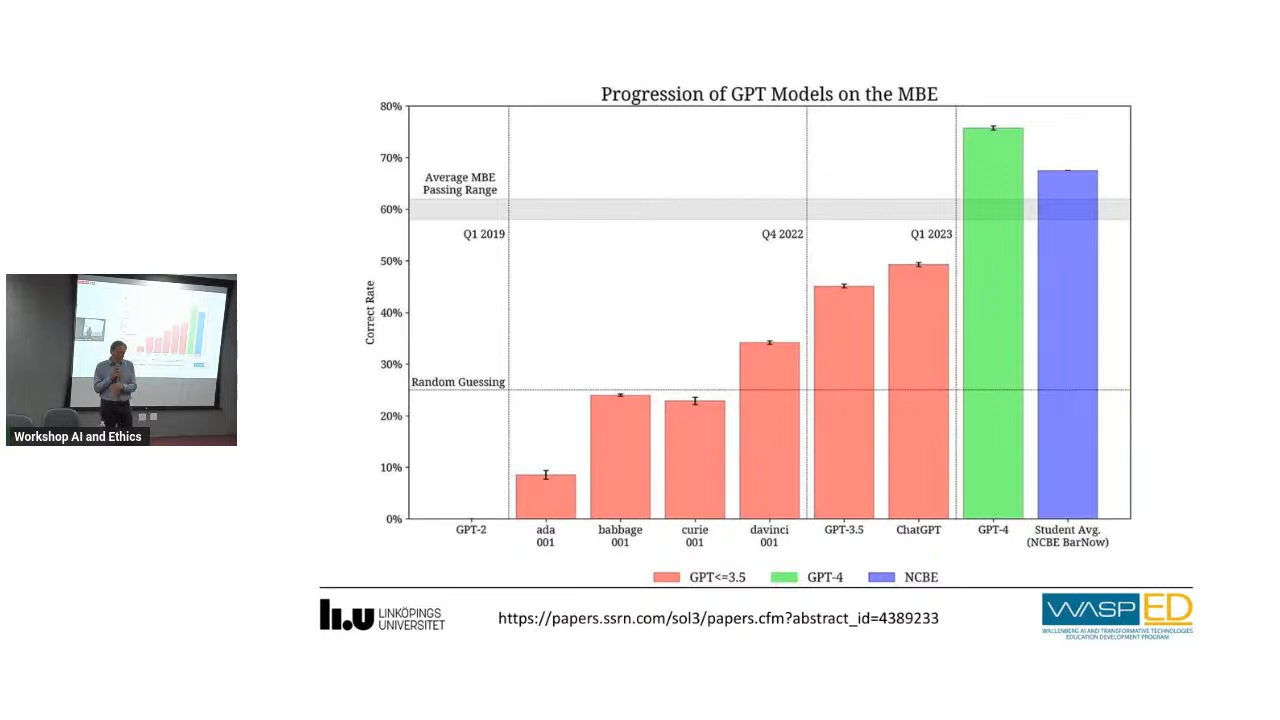 Progression of GPT Models on the MBE
80%
70%
60%
50%
40%
30%
20%
10%
0%
Correct Rate
Average MBE
Passing Range
Q1 2019
Q4 2022
Q1 2023
Random Guessing
GPT-2
ada
001
babbage
001
curie
001
davinci
001
GPT-3.5
ChatGPT
GPT-4
Student Avg.
(NCBE BarNow)
GPT<=3.5
GPT-4
NCBE
Workshop AI and Ethics
LINKÖPINGS
UNIVERSITET
https://papers.ssrn.com/sol3/papers.cfm?abstract_id=4389233
WASP ED
WALLENBERG AI AND TRANSFORMATIVE TECHNOLOGIES
EDUCATION DEVELOPMENT PROGRAM